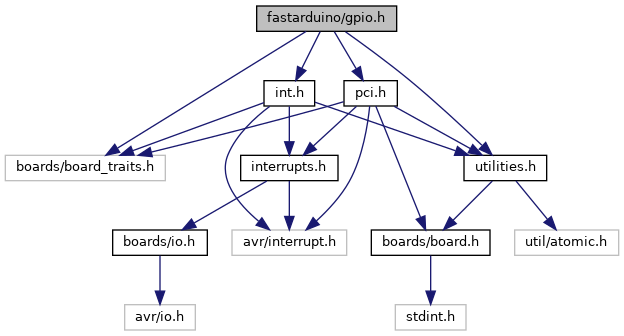 fastarduino/gpio.h
int.h
pci.h
boards/board_traits.h
interrupts.h
utilities.h
boards/io.h
avr/interrupt.h
boards/board.h
util/atomic.h
avr/io.h
stdint.h